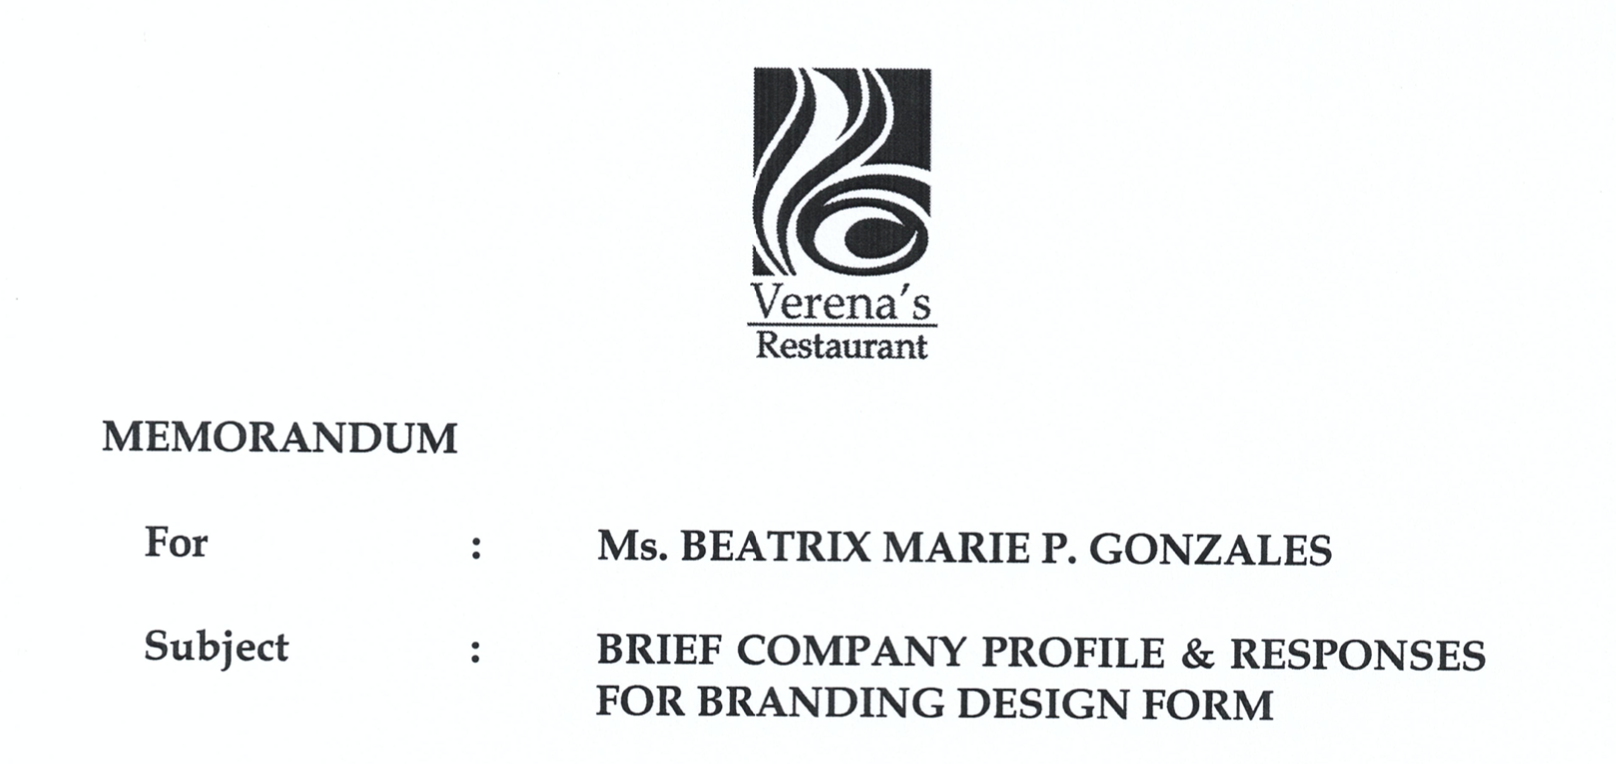 Verena's
Restaurant
MEMORANDUM
For : Ms. BEATRIX MARIE P. GONZALES
Subject : BRIEF COMPANY PROFILE & RESPONSES
FOR BRANDING DESIGN FORM